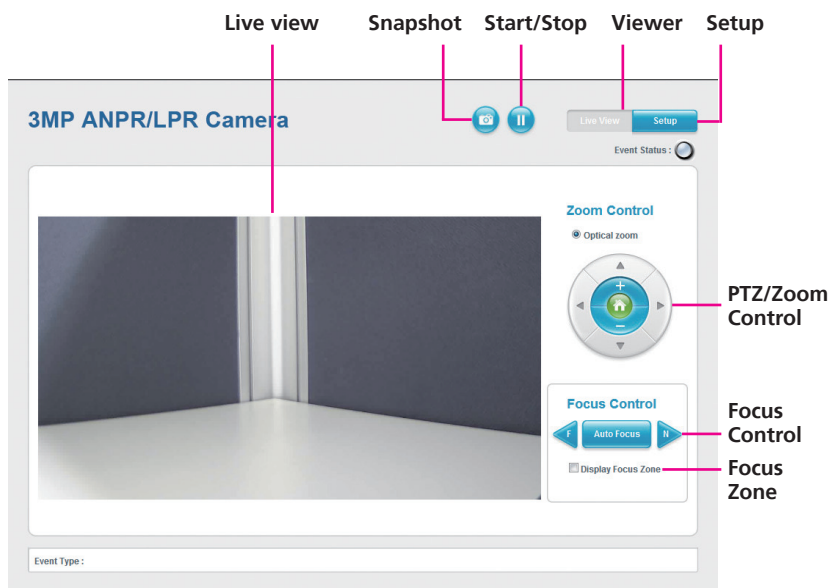 Live view Snapshot Start/Stop Viewer Setup
3MP ANPR/LPR Camera
Live View Setup
Event Status :
Zoom Control
Optical zoom
+
−
PTZ/Zoom
Control
Focus Control
F Auto Focus N
Focus
Control
Display Focus Zone
Focus
Zone
Event Type :